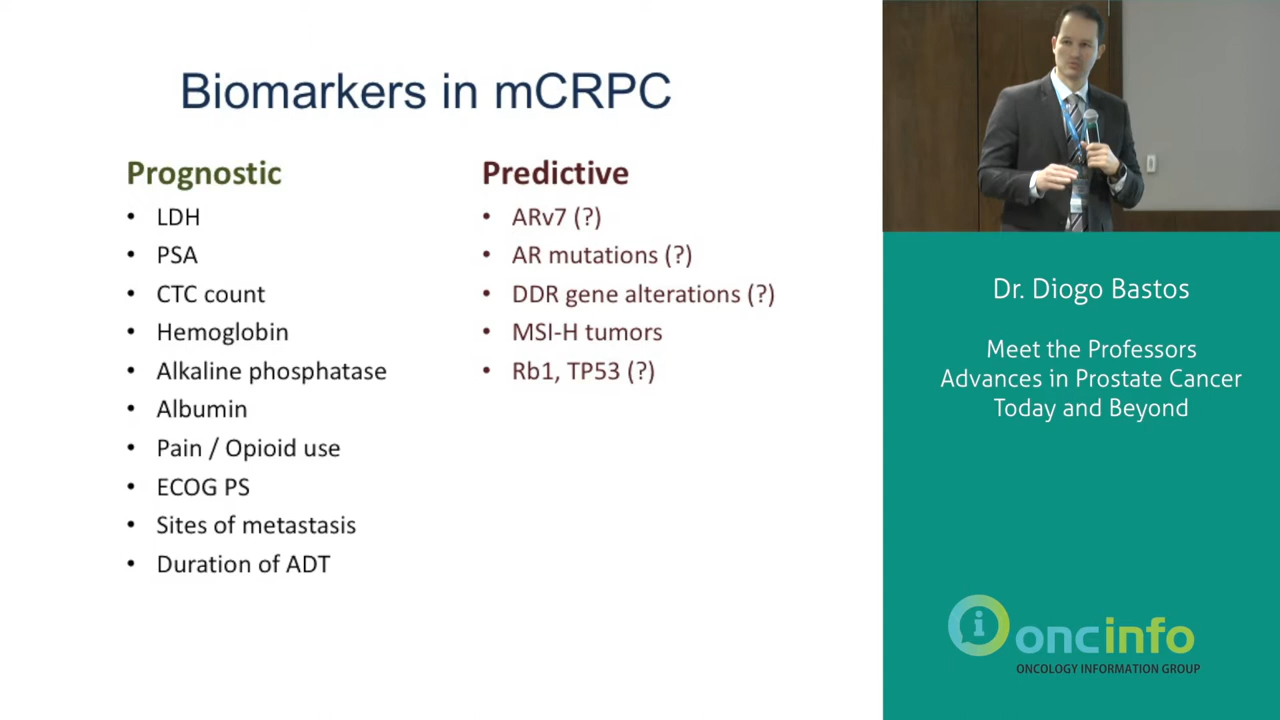 Biomarkers in mCRPC
Prognostic
• LDH
• PSA
• CTC count
• Hemoglobin
• Alkaline phosphatase
• Albumin
• Pain / Opioid use
• ECOG PS
• Sites of metastasis
• Duration of ADT
Predictive
• ARv7 (?)
• AR mutations (?)
• DDR gene alterations (?)
• MSI-H tumors
• Rb1, TP53 (?)
Dr. Diogo Bastos
Meet the Professors
Advances in Prostate Cancer
Today and Beyond
i oncinfo
ONCOLOGY INFORMATION GROUP